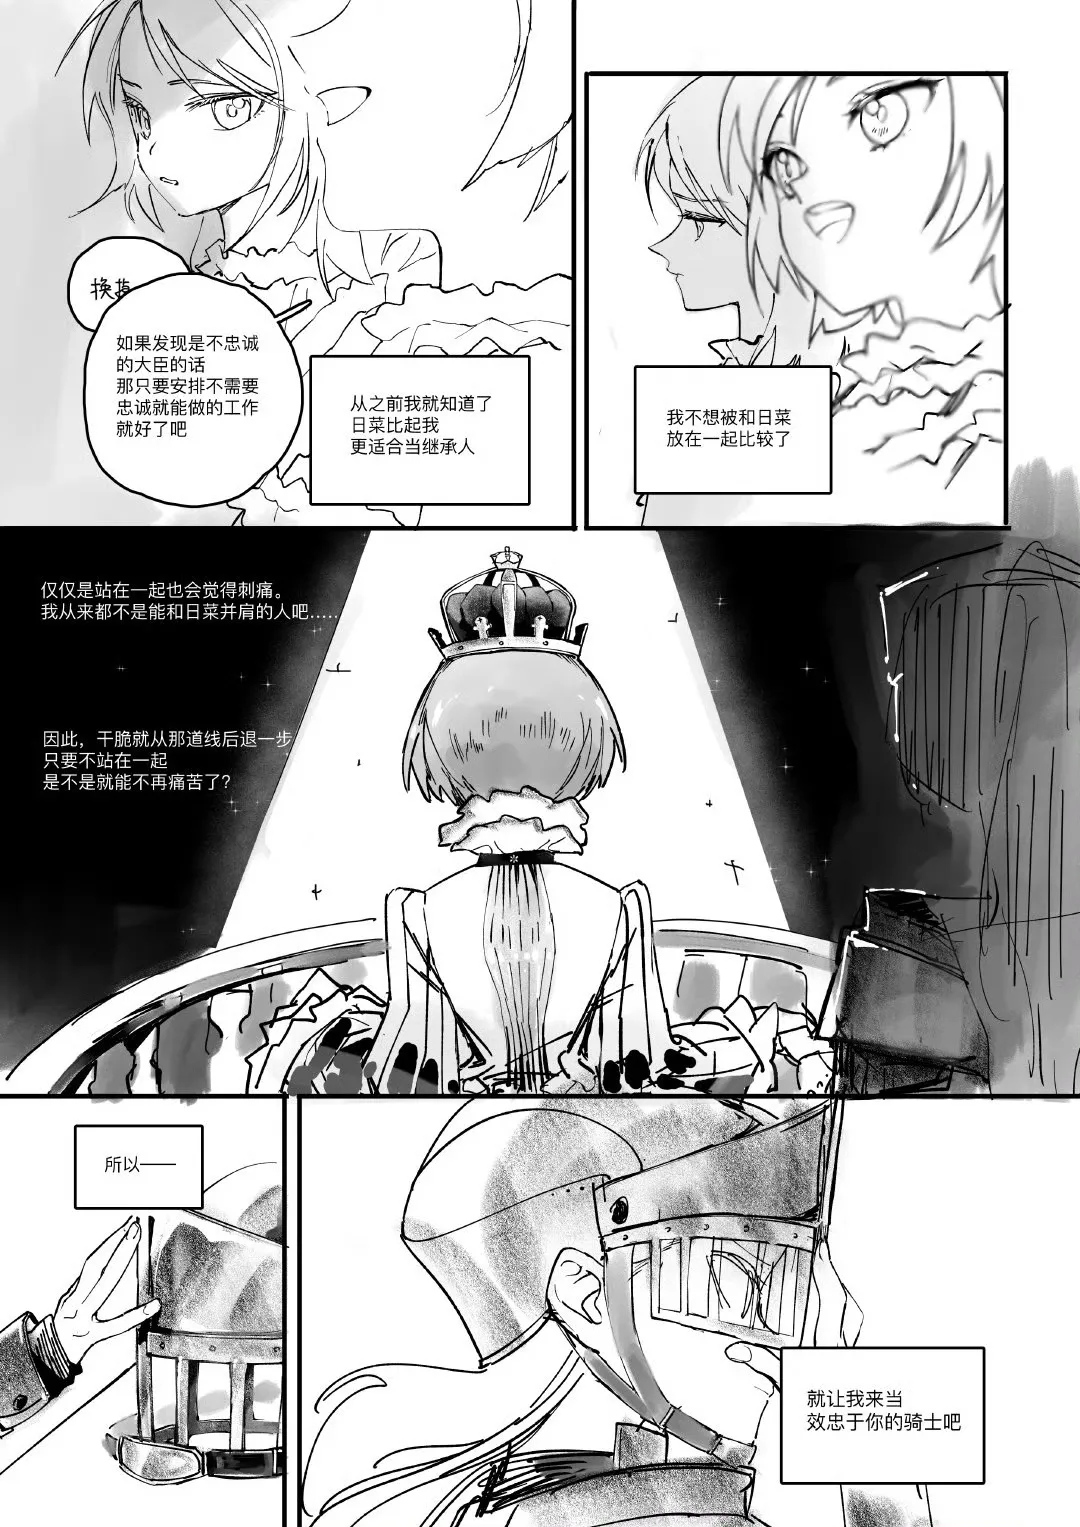 换
如果发现是不忠诚
的大臣的话
那只要安排不需要
忠诚就能做的工作
就好了吧
从之前我就知道了
日菜比起我
更适合当继承人
我不想被和日菜
放在一起比较了
仅仅是站在一起也会觉得刺痛。
我从来都不是能和日菜并肩的人吧.....
因此，干脆就从那道线后退一步
只要不站在一起
是不是就能不再痛苦了？
所以——
就让我来当
效忠于你的骑士吧